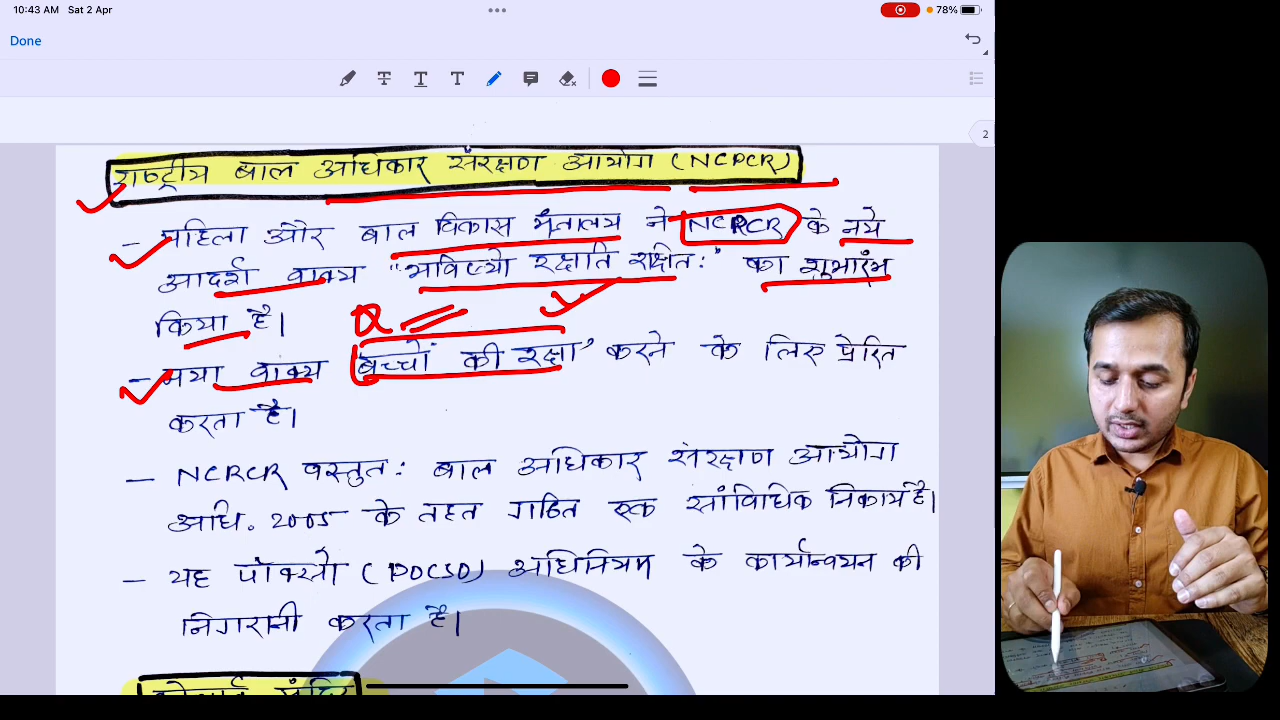 10:43 AM Sat 2 Apr
78%
Done
2
राष्ट्रीय बाल अधिकार संरक्षण आयोग (NCPCR)
- महिला और बाल विकास मंत्रालय ने NCPCR के नये
आदर्श वाक्य "भविष्यो रक्षति रक्षित:" का शुभारंभ
किया है।
Q
- नया वाक्य 'बच्चों की रक्षा' करने के लिए प्रेरित
करता है।
- NCRCR वस्तुत: बाल अधिकार संरक्षण आयोग
अधि. 2005 के तहत गठित एक सांविधिक निकाय है।
- यह पॉक्सो (POCSO) अधिनियम के कार्यान्वयन की
निगरानी करता है।